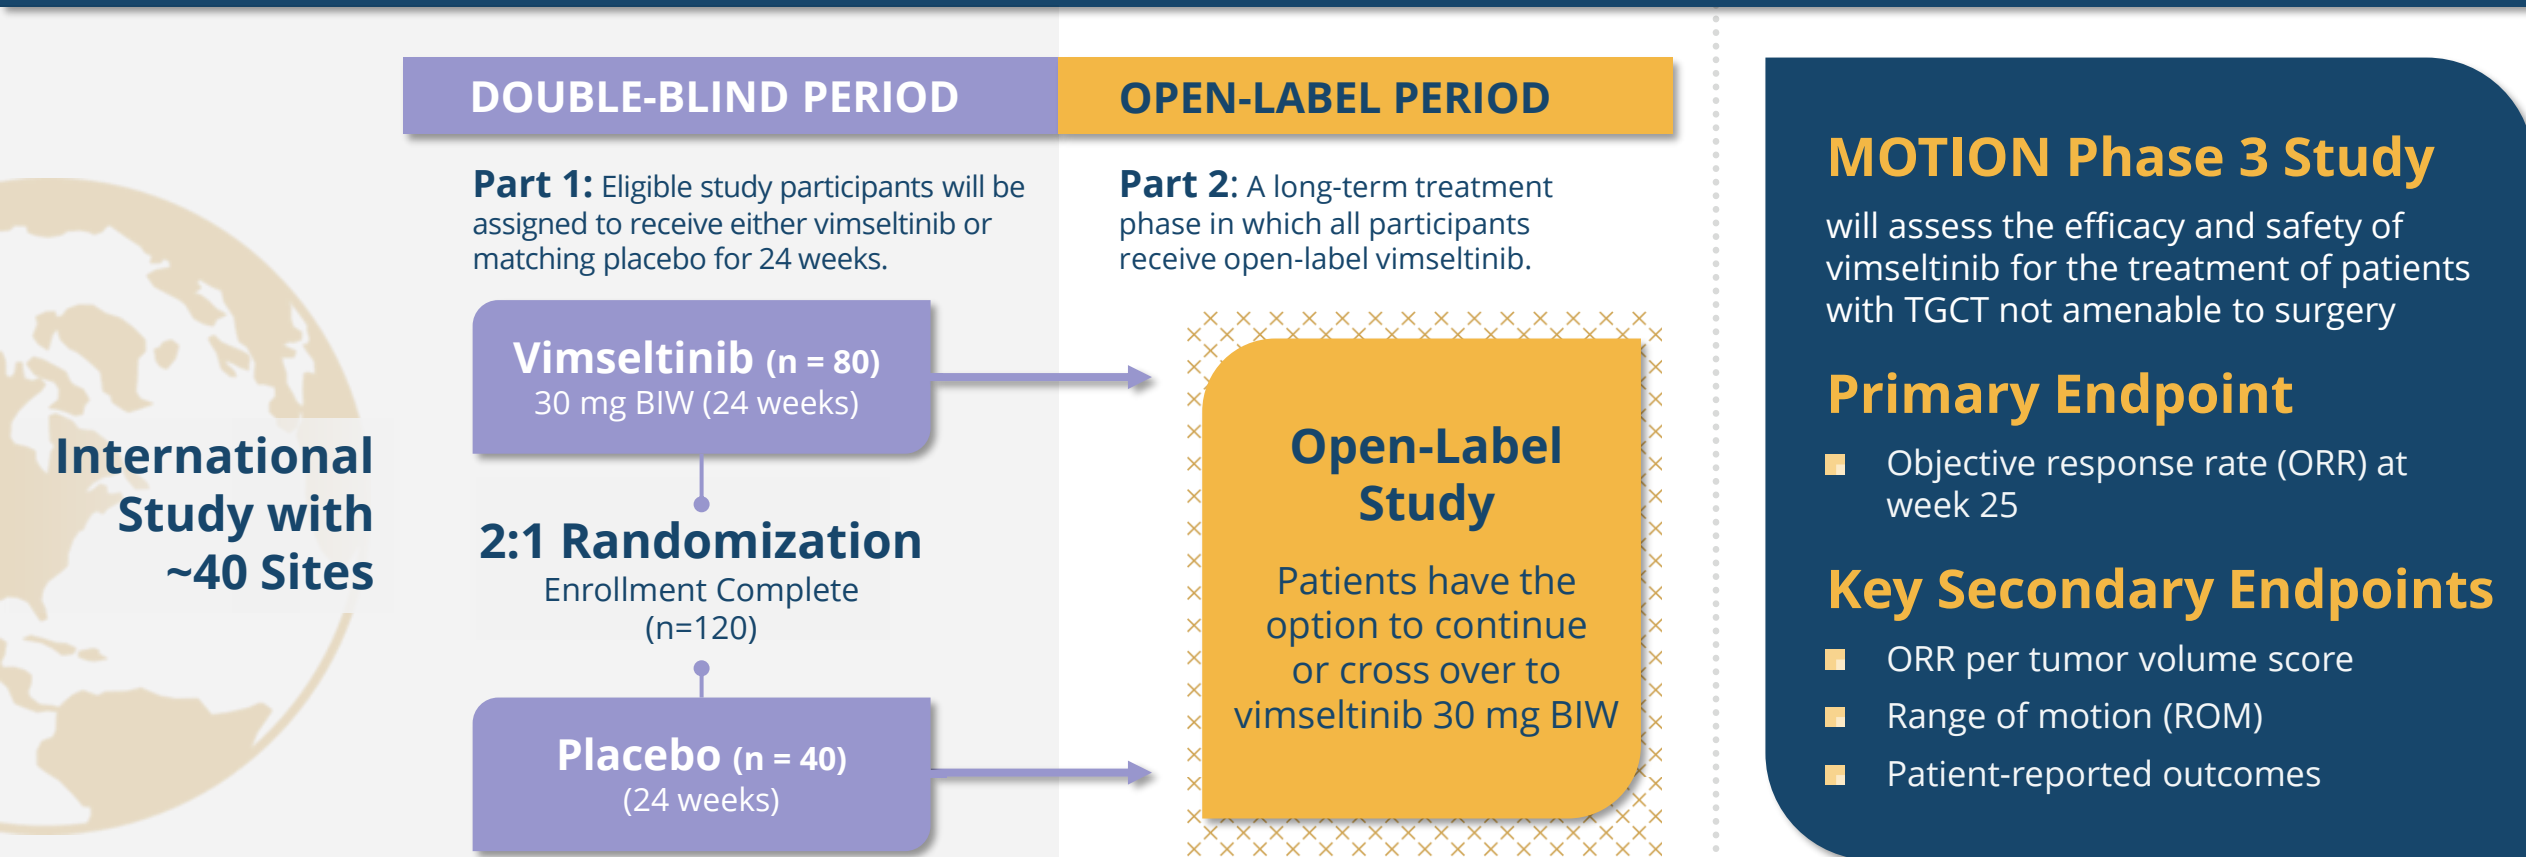 DOUBLE-BLIND PERIOD
OPEN-LABEL PERIOD
Part 1: Eligible study participants will be
assigned to receive either vimseltinib or
matching placebo for 24 weeks.
Part 2: A long-term treatment
phase in which all participants
receive open-label vimseltinib.
International
Study with
~40 Sites
Vimseltinib (n = 80)
30 mg BIW (24 weeks)
2:1 Randomization
Enrollment Complete
(n=120)
Placebo (n = 40)
(24 weeks)
Open-Label
Study
Patients have the
option to continue
or cross over to
vimseltinib 30 mg BIW
MOTION Phase 3 Study
will assess the efficacy and safety of
vimseltinib for the treatment of patients
with TGCT not amenable to surgery
Primary Endpoint
Objective response rate (ORR) at
week 25
Key Secondary Endpoints
ORR per tumor volume score
Range of motion (ROM)
Patient-reported outcomes